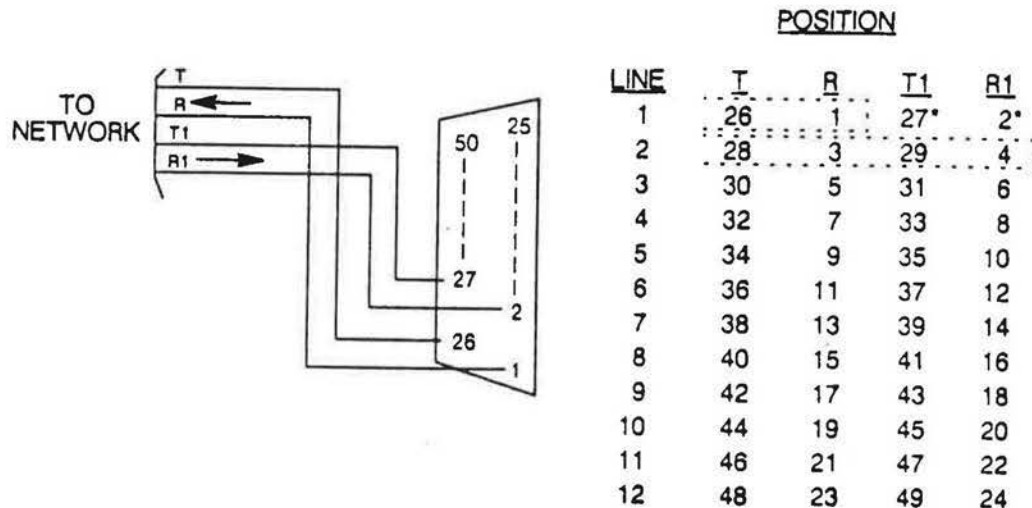 POSITION
LINE T R T1 R1
1 26 1 27* 2*
2 28 3 29 4
3 30 5 31 6
4 32 7 33 8
5 34 9 35 10
6 36 11 37 12
7 38 13 39 14
8 40 15 41 16
9 42 17 43 18
10 44 19 45 20
11 46 21 47 22
12 48 23 49 24
TO
NETWORK
T
R
T1
R1
50
25
27
2
26
1